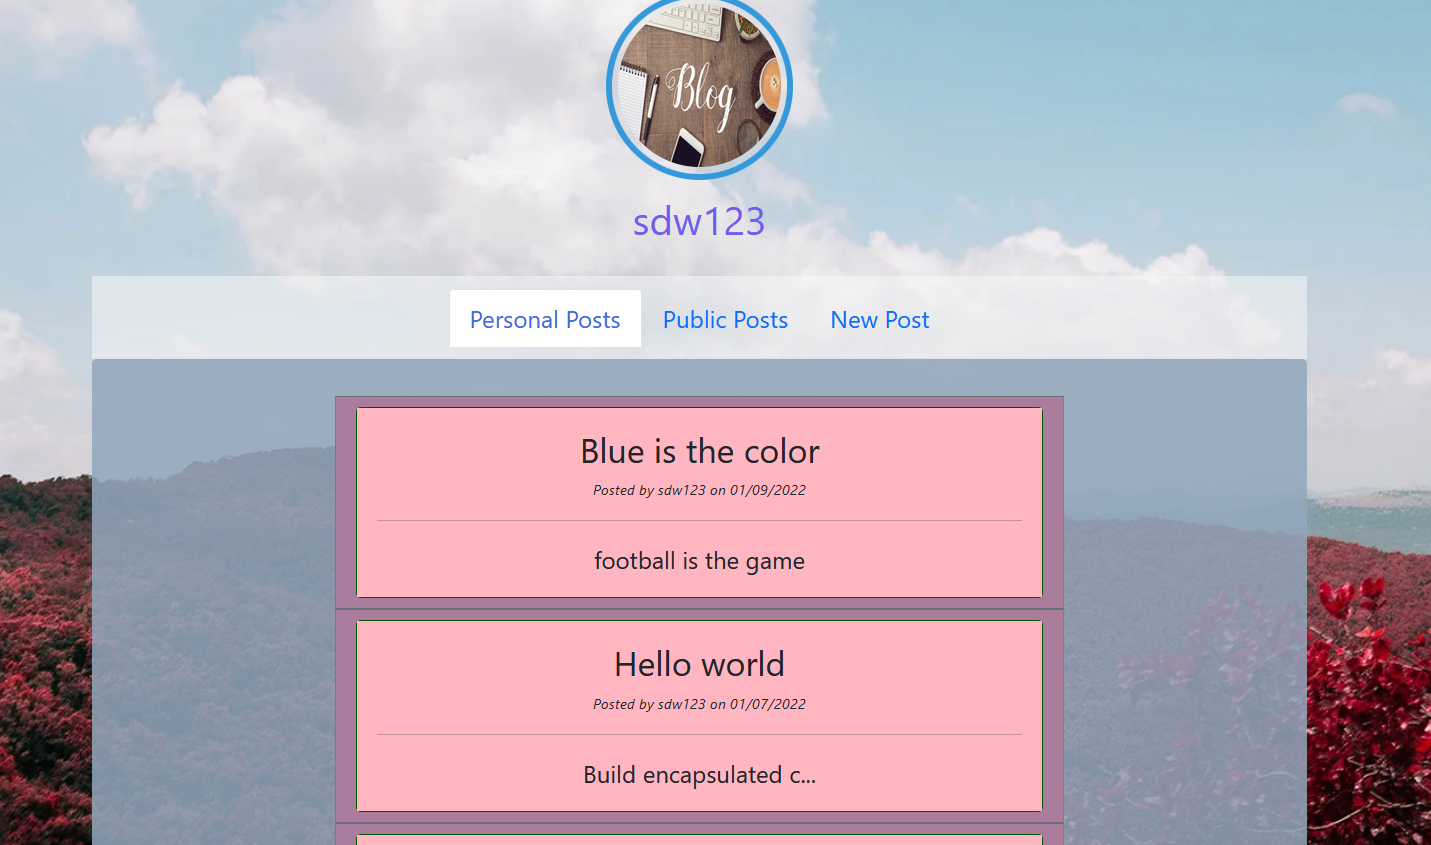 Blog
sdw123
Personal Posts Public Posts New Post
Blue is the color
Posted by sdw123 on 01/09/2022
football is the game
Hello world
Posted by sdw123 on 01/07/2022
Build encapsulated c...